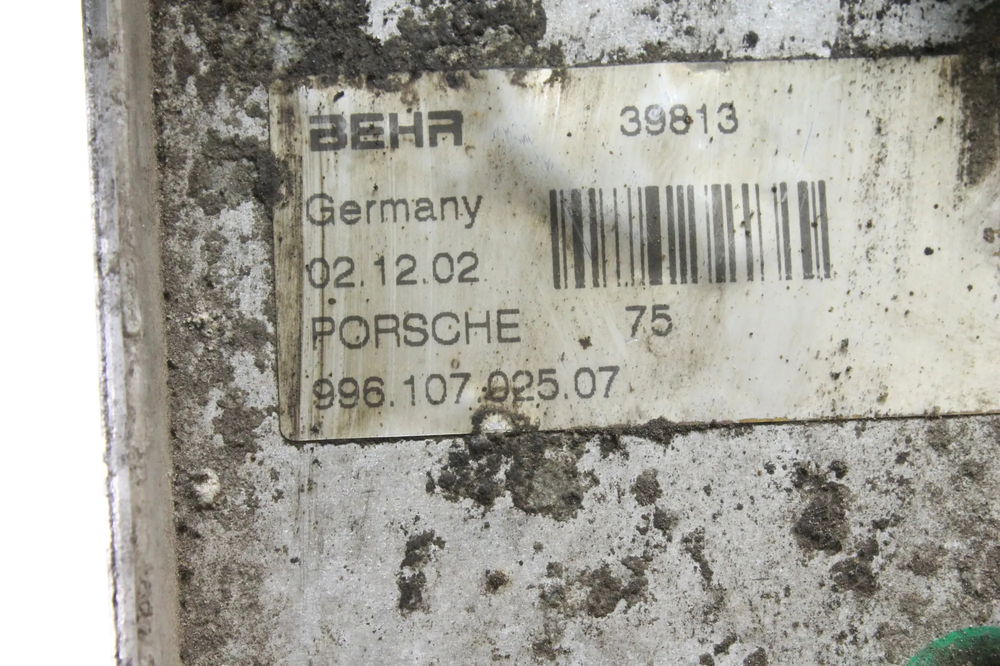 BEHR 39813
Germany
02.12.02
PORSCHE 75
996.107.025.07